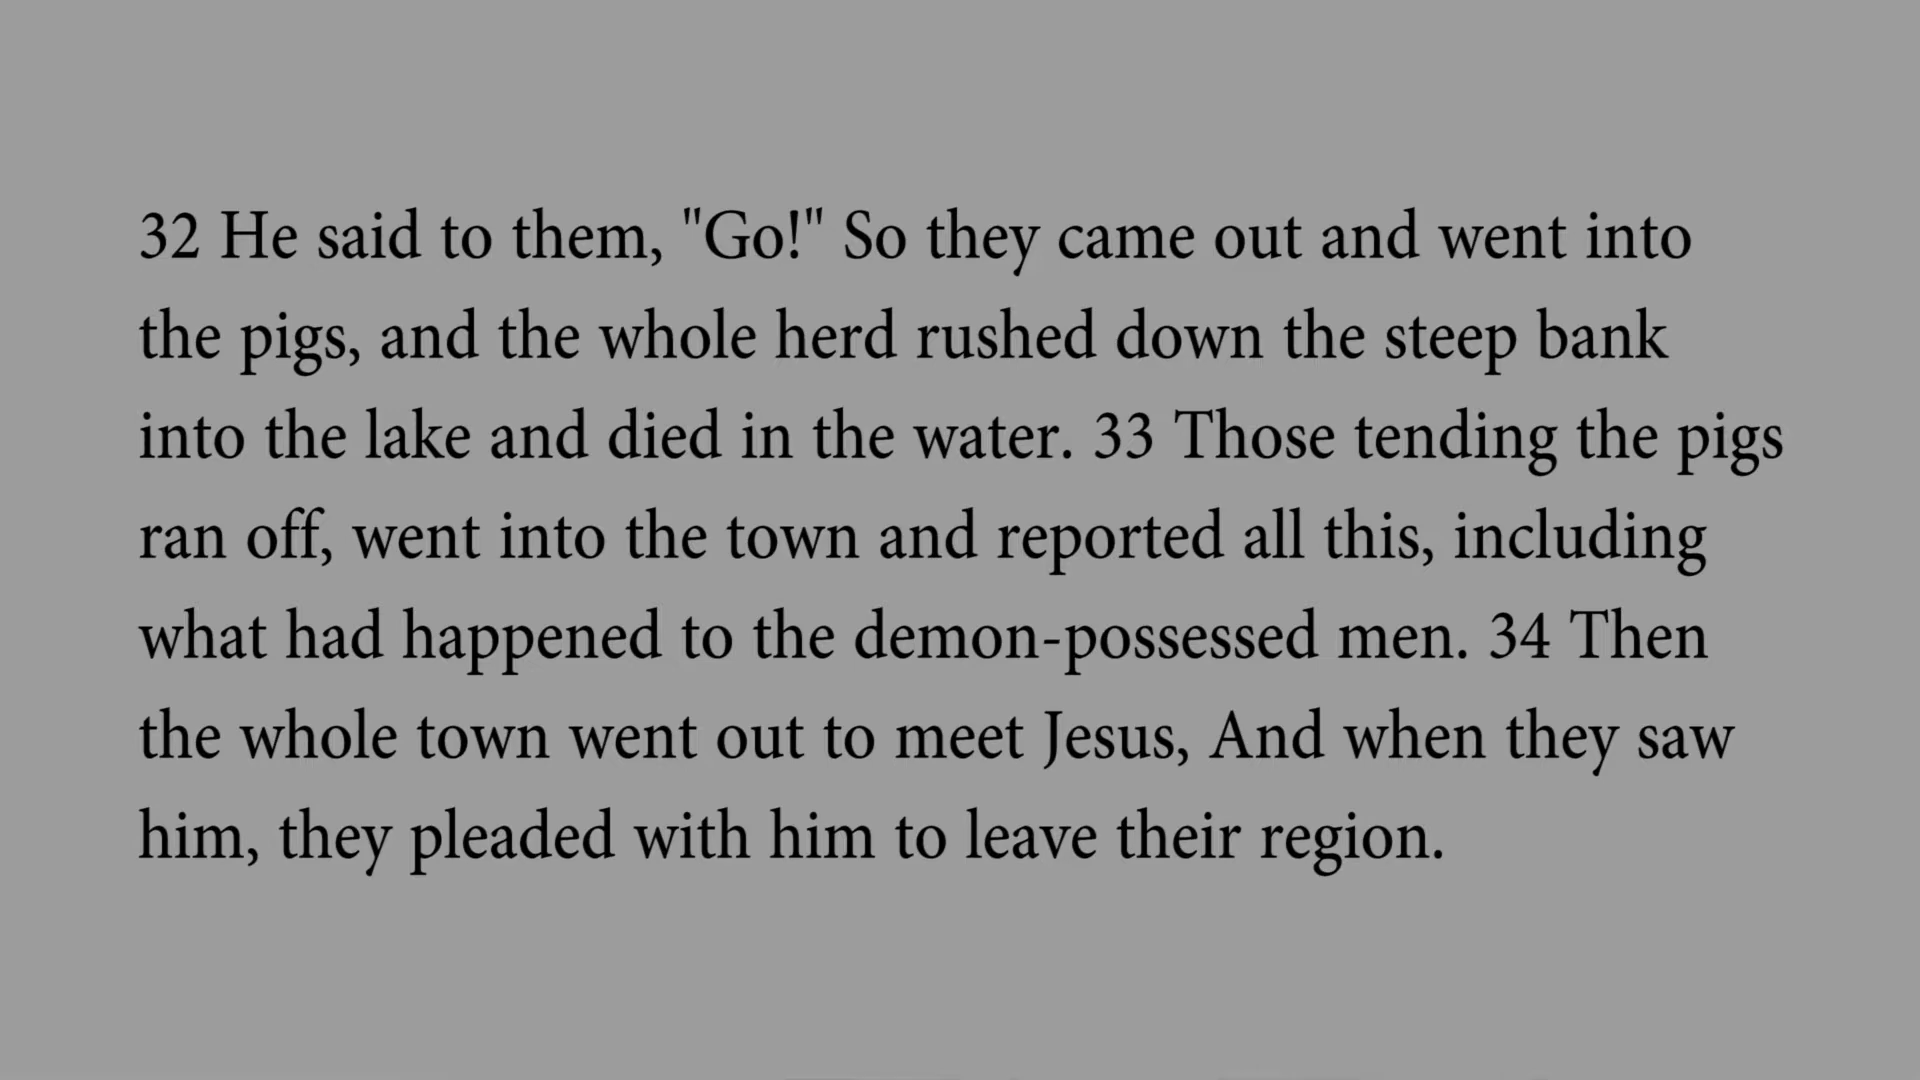 32 He said to them, "Go!" So they came out and went into
the pigs, and the whole herd rushed down the steep bank
into the lake and died in the water. 33 Those tending the pigs
ran off, went into the town and reported all this, including
what had happened to the demon-possessed men. 34 Then
the whole town went out to meet Jesus, And when they saw
him, they pleaded with him to leave their region.